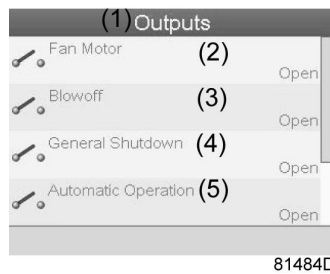 (1) Outputs
Fan Motor (2)
Open
Blowoff (3)
Open
General Shutdown (4)
Open
Automatic Operation (5)
Open
81484D